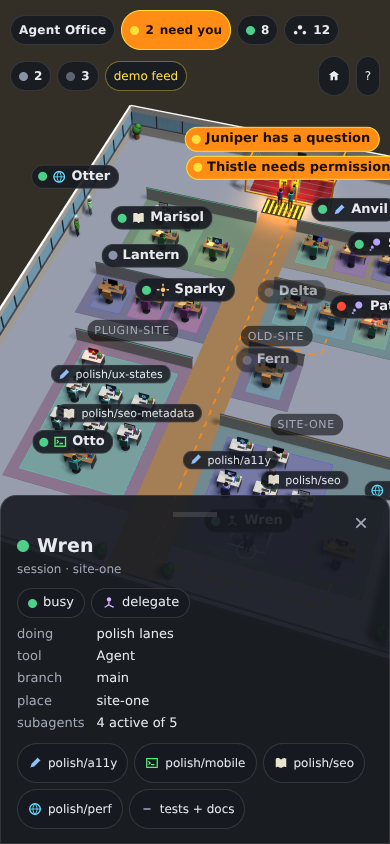 Agent Office
2 need you
8
12
2
3
demo feed
?
Juniper has a question
Thistle needs permission
Otter
Marisol
Anvil
Lantern
Sparky
Delta
PLUGIN-SITE
OLD-SITE
Fern
polish/ux-states
polish/seo-metadata
SITE-ONE
Otto
polish/a11y
polish/seo
Wren
Wren
session · site-one
busy
delegate
doing polish lanes
tool Agent
branch main
place site-one
subagents 4 active of 5
polish/a11y
polish/mobile
polish/seo
polish/perf
tests + docs